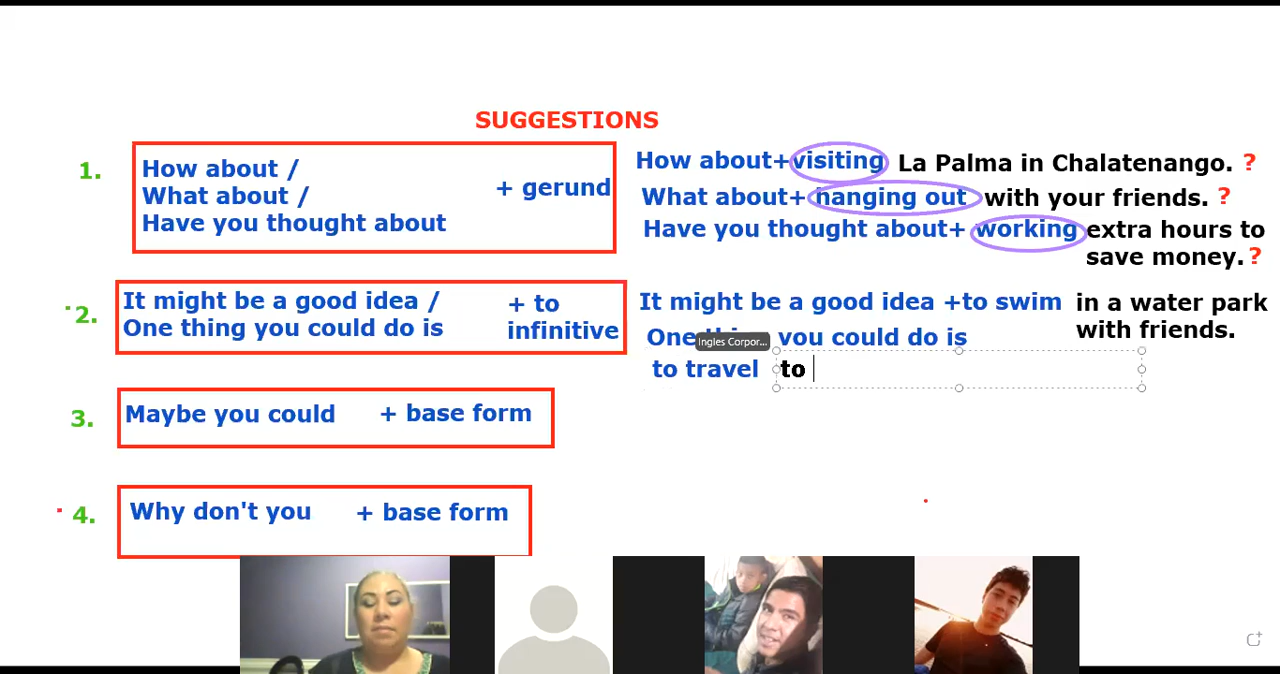 SUGGESTIONS
1.
How about /
What about /
Have you thought about
+ gerund
How about+ visiting La Palma in Chalatenango. ?
What about+ hanging out with your friends. ?
Have you thought about+ working extra hours to
save money. ?
2.
It might be a good idea /
One thing you could do is
+ to
infinitive
It might be a good idea +to swim in a water park
with friends.
One you could do is
Ingles Corpor...
to travel to
3.
Maybe you could + base form
4.
Why don't you + base form